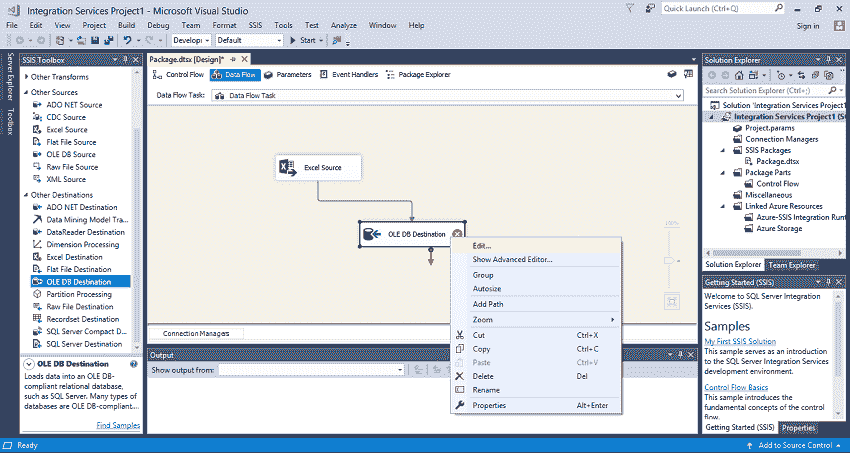 Integration Services Project1 - Microsoft Visual Studio
Quick Launch (Ctrl+Q)
File Edit View Project Build Debug Team Format SSIS Tools Test Analyze Window Help
Sign in
Developi Default Start
Server Explorer
Toolbox
SSIS Toolbox
Other Transforms
Other Sources
ADO NET Source
CDC Source
Excel Source
Flat File Source
OLE DB Source
Raw File Source
XML Source
Other Destinations
ADO NET Destination
Data Mining Model Tra...
DataReader Destination
Dimension Processing
Excel Destination
Flat File Destination
OLE DB Destination
Partition Processing
Raw File Destination
Recordset Destination
SQL Server Compact D...
SQL Server Destination
OLE DB Destination
Loads data into an OLE DB-
compliant relational database,
such as SQL Server. Many types of
databases are OLE DB-compliant...
Find Samples
Package.dtsx [Design]*
Control Flow Data Flow Parameters Event Handlers Package Explorer
Data Flow Task: Data Flow Task
Excel Source
OLE DB Destination
100%
Edit...
Show Advanced Editor...
Group
Autosize
Add Path
Zoom
Cut Ctrl+X
Copy Ctrl+C
Paste Ctrl+V
Delete Del
Rename
Properties Alt+Enter
Connection Managers
Output
Show output from:
Solution Explorer
Search Solution Explorer (Ctrl+;)
Solution 'Integration Services Project1
Integration Services Project1 (S
Project.params
Connection Managers
SSIS Packages
Package.dtsx
Package Parts
Control Flow
Miscellaneous
Linked Azure Resources
Azure-SSIS Integration Runt
Azure Storage
Solution Explorer Team Explorer
Getting Started (SSIS)
Welcome to SQL Server Integration
Services (SSIS).
Samples
My First SSIS Solution
This sample serves as an introduction
to the SQL Server Integration Services
development environment.
Control Flow Basics
This sample introduces the
fundamental concepts of the control
flow.
Getting Started (SSIS) Properties
Ready
Add to Source Control